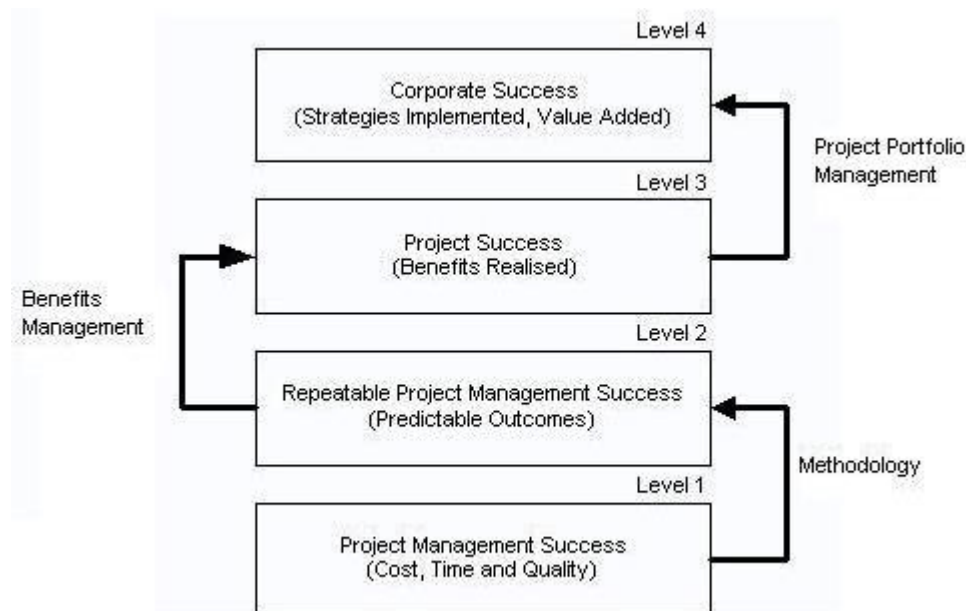 Level 4
Corporate Success
(Strategies Implemented, Value Added)
Project Portfolio
Management
Level 3
Project Success
(Benefits Realised)
Benefits
Management
Level 2
Repeatable Project Management Success
(Predictable Outcomes)
Methodology
Level 1
Project Management Success
(Cost, Time and Quality)